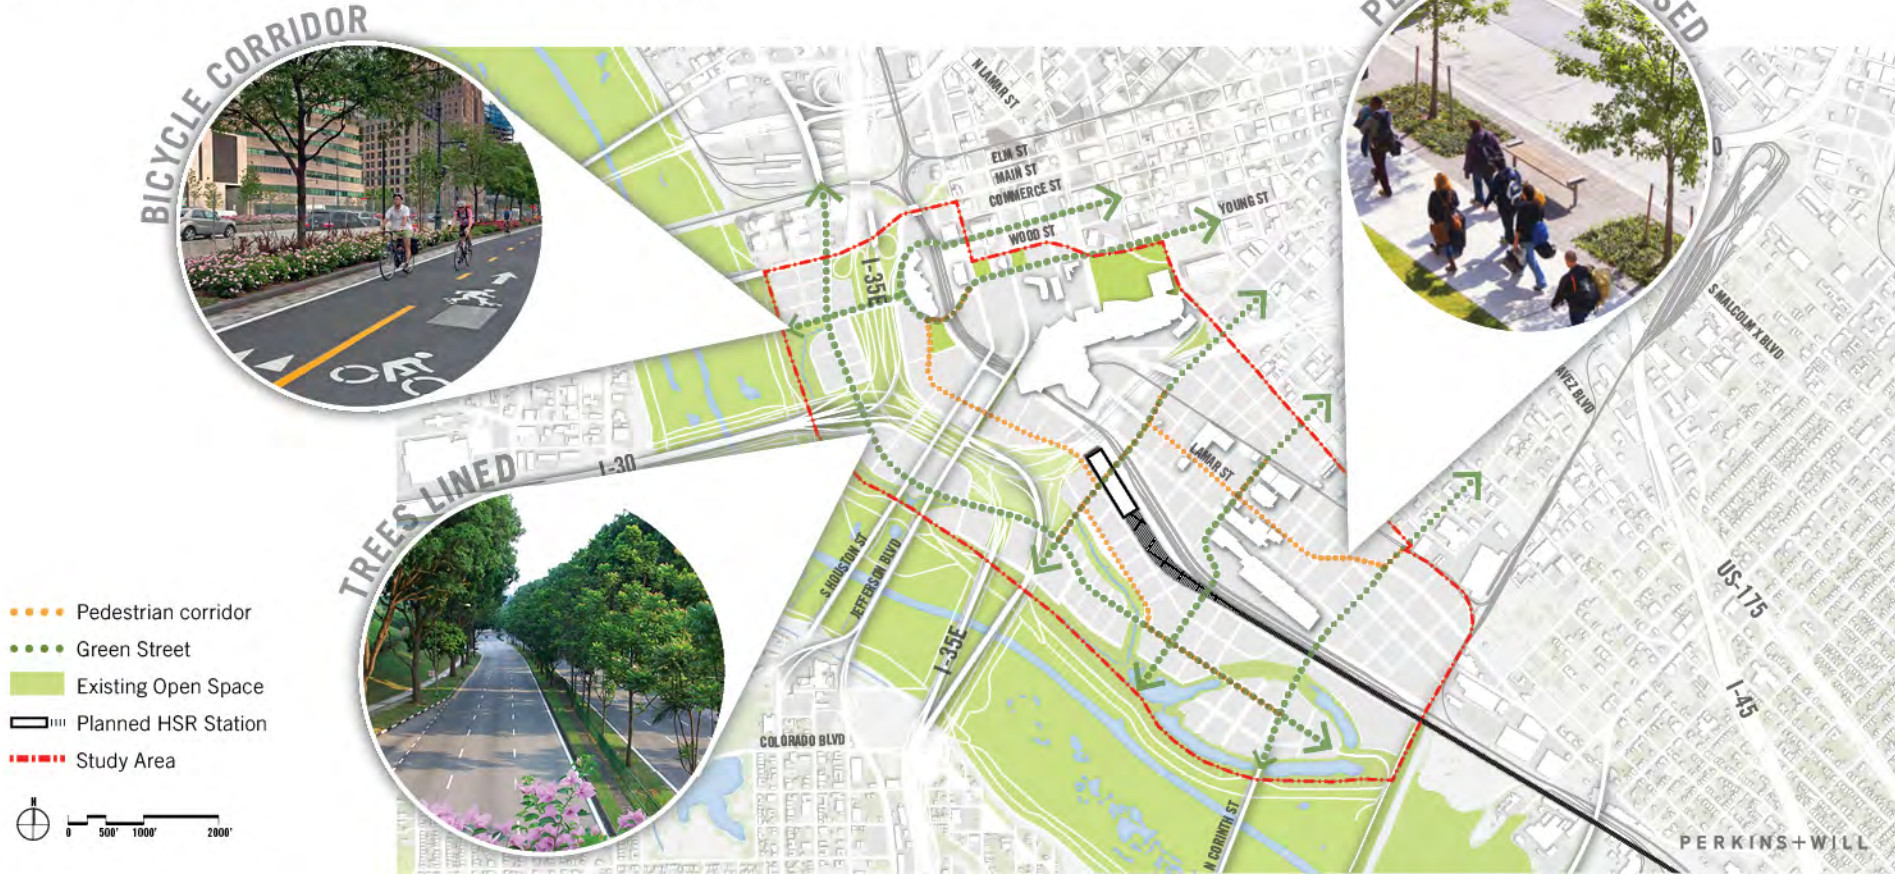 BICYCLE CORRIDOR
TREES LINED
N LAMAR ST
ELM ST
MAIN ST
COMMERCE ST
YOUNG ST
WOOD ST
I-35E
I-30
LAMAR ST
S MALCOLM X BLVD
AVEZ BLVD
S HOUSTON ST
JEFFERSON BLVD
I-35E
US-175
I-45
COLORADO BLVD
N CORINTH ST
Pedestrian corridor
Green Street
Existing Open Space
Planned HSR Station
Study Area
N
0 500' 1000' 2000'
PERKINS+WILL